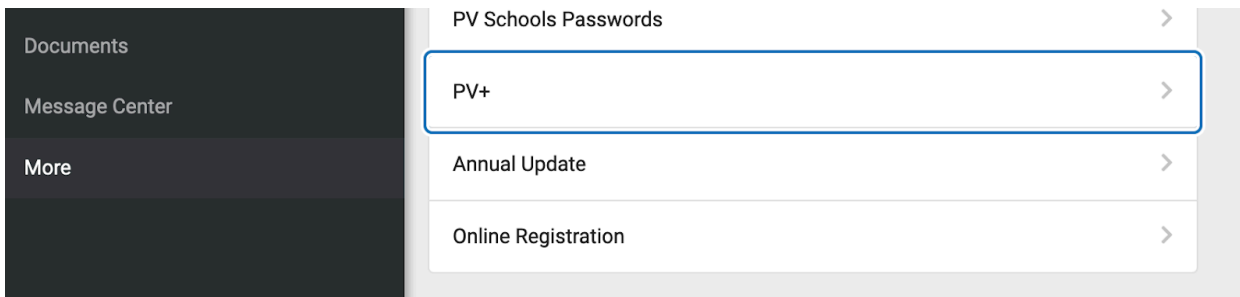 Documents
Message Center
More
PV Schools Passwords
PV+
Annual Update
Online Registration